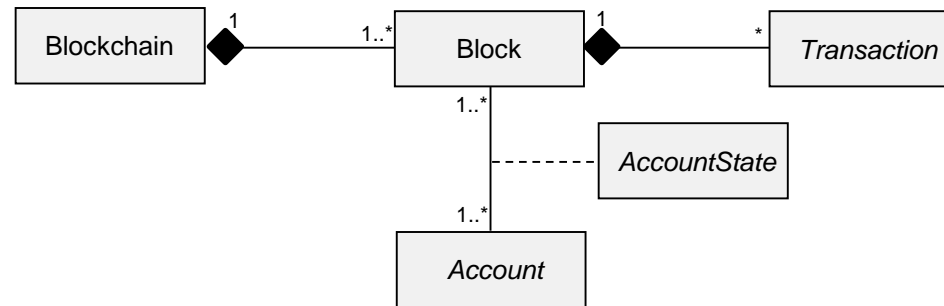 Blockchain
1
1..*
Block
1
*
Transaction
1..*
AccountState
1..*
Account